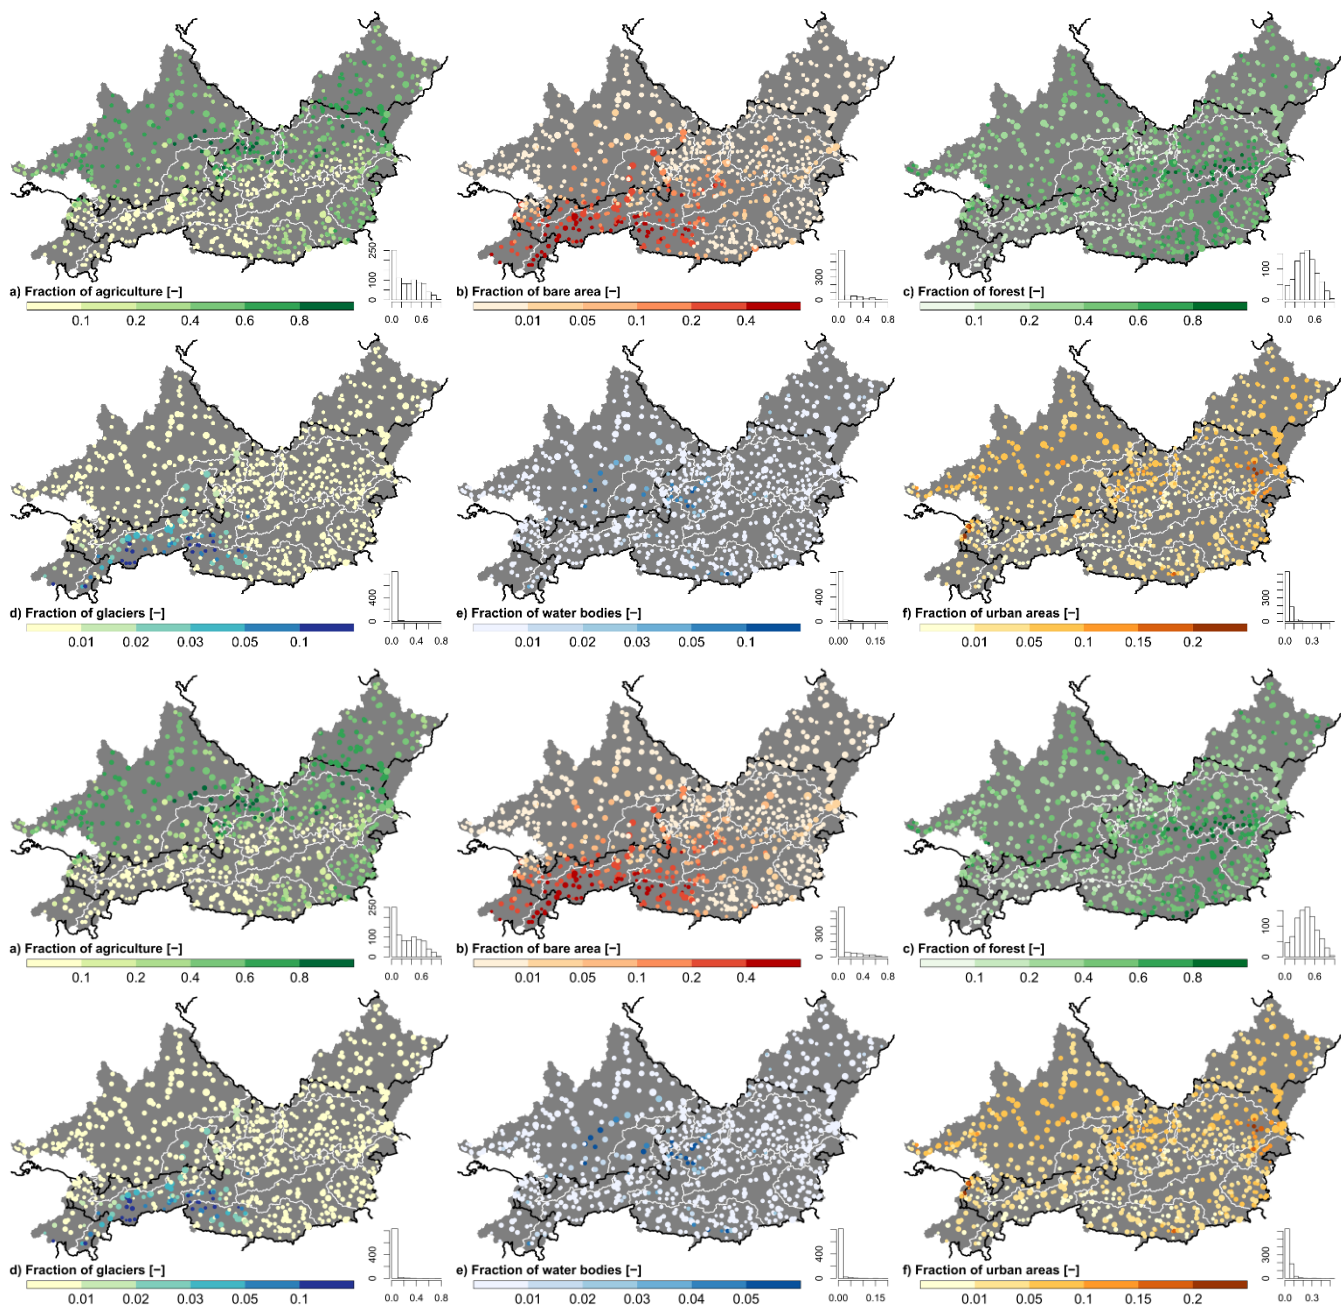 250
100
0
0.0 0.6
a) Fraction of agriculture [−]
0.1 0.2 0.4 0.6 0.8
300
0
0.0 0.4 0.8
b) Fraction of bare area [−]
0.01 0.05 0.1 0.2 0.4
100
0
0.0 0.6
c) Fraction of forest [−]
0.1 0.2 0.4 0.6 0.8
400
0
0.0 0.4 0.8
d) Fraction of glaciers [−]
0.01 0.02 0.03 0.05 0.1
400
0
0.00 0.15
e) Fraction of water bodies [−]
0.01 0.02 0.03 0.05 0.1
300
0
0.0 0.3
f) Fraction of urban areas [−]
0.01 0.05 0.1 0.15 0.2
250
100
0
0.0 0.6
a) Fraction of agriculture [−]
0.1 0.2 0.4 0.6 0.8
300
0
0.0 0.4 0.8
b) Fraction of bare area [−]
0.01 0.05 0.1 0.2 0.4
100
0
0.0 0.6
c) Fraction of forest [−]
0.1 0.2 0.4 0.6 0.8
400
0
0.0 0.4 0.8
d) Fraction of glaciers [−]
0.01 0.02 0.03 0.05 0.1
400
0
0.00 0.15
e) Fraction of water bodies [−]
0.01 0.02 0.03 0.04 0.05
300
0
0.0 0.3
f) Fraction of urban areas [−]
0.01 0.05 0.1 0.15 0.2